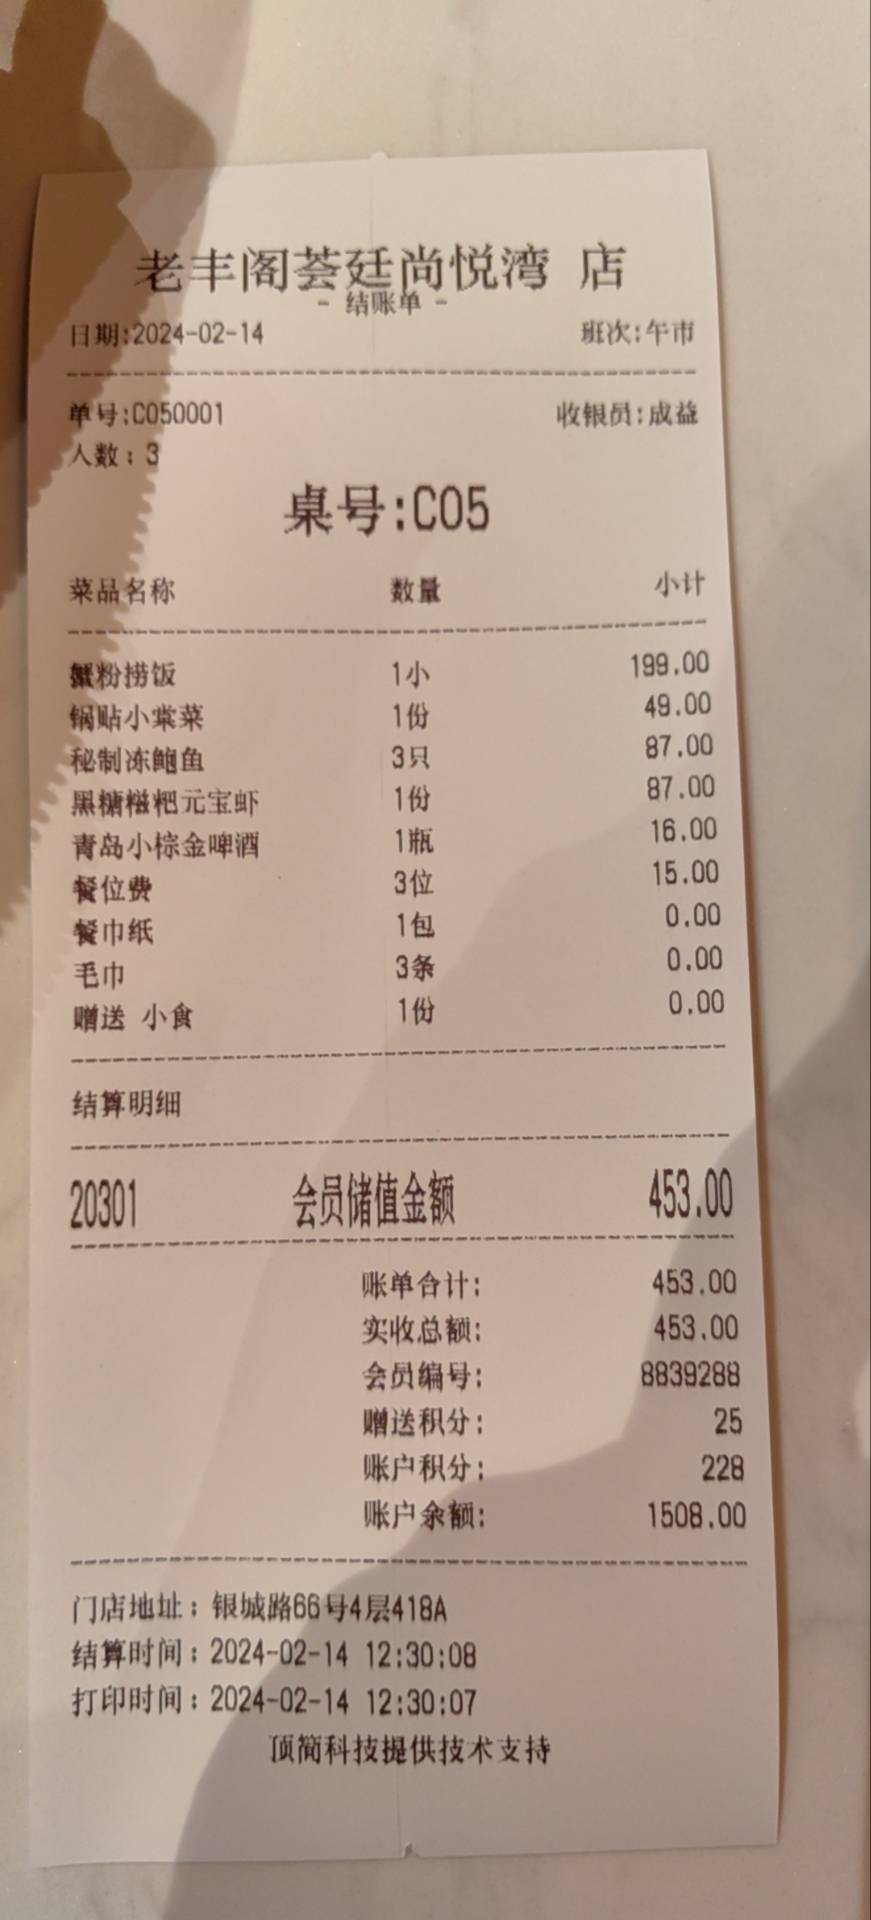 老丰阁荟廷尚悦湾 店
- 结账单 -
日期:2024-02-14 班次:午市
单号:C050001 收银员:成益
人数:3
桌号:C05
菜品名称 数量 小计
蟹粉捞饭 1小 199.00
锅贴小棠菜 1份 49.00
秘制冻鲍鱼 3只 87.00
黑糖糍粑元宝虾 1份 87.00
青岛小棕金啤酒 1瓶 16.00
餐位费 3位 15.00
餐巾纸 1包 0.00
毛巾 3条 0.00
赠送 小食 1份 0.00
结算明细
20301 会员储值金额 453.00
账单合计: 453.00
实收总额: 453.00
会员编号: 8839288
赠送积分: 25
账户积分: 228
账户余额: 1508.00
门店地址:银城路66号4层418A
结算时间:2024-02-14 12:30:08
打印时间:2024-02-14 12:30:07
顶简科技提供技术支持